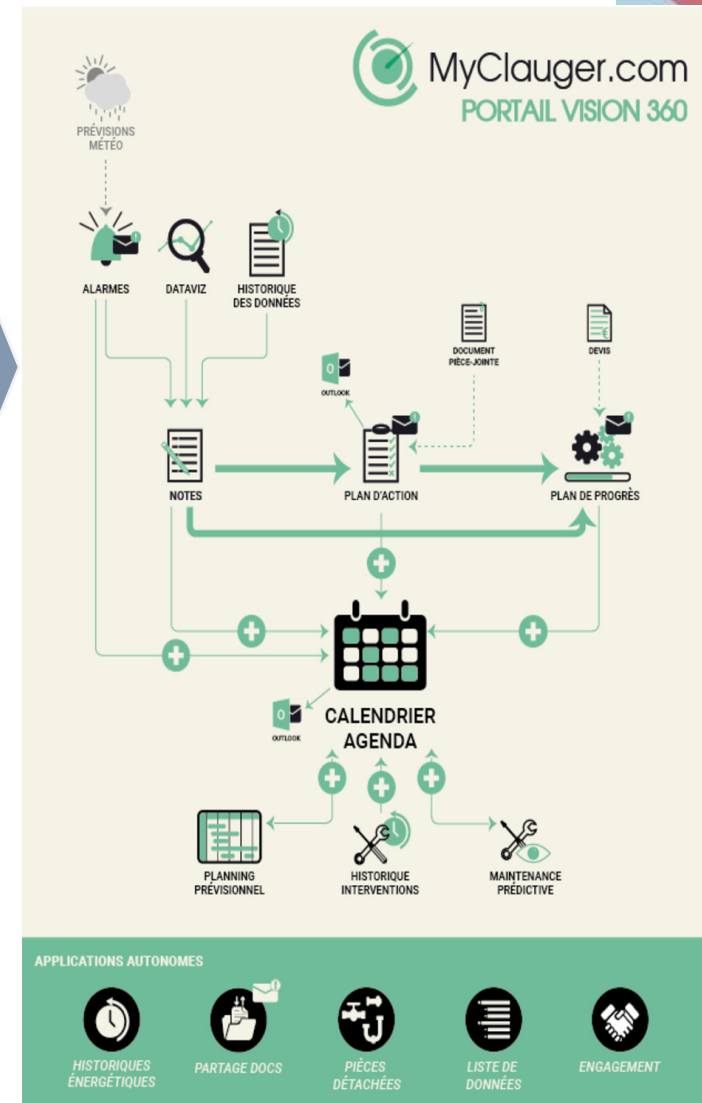 MyClauger.com
PORTAIL VISION 360
PRÉVISIONS
MÉTÉO
ALARMES
DATAVIZ
HISTORIQUE
DES DONNÉES
DOCUMENT
PIÈCE-JOINTE
DEVIS
OUTLOOK
NOTES
PLAN D'ACTION
PLAN DE PROGRÈS
OUTLOOK
CALENDRIER
AGENDA
PLANNING
PRÉVISIONNEL
HISTORIQUE
INTERVENTIONS
MAINTENANCE
PRÉDICTIVE
APPLICATIONS AUTONOMES
HISTORIQUES
ÉNERGÉTIQUES
PARTAGE DOCS
PIÈCES
DÉTACHÉES
LISTE DE
DONNÉES
ENGAGEMENT